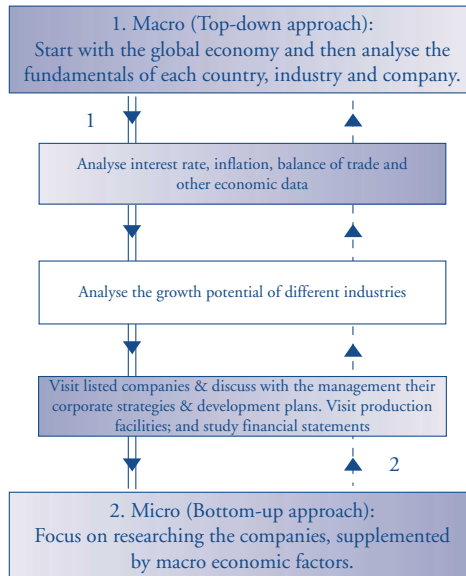 1. Macro (Top-down approach):
Start with the global economy and then analyse the
fundamentals of each country, industry and company.
1
Analyse interest rate, inflation, balance of trade and
other economic data
Analyse the growth potential of different industries
Visit listed companies & discuss with the management their
corporate strategies & development plans. Visit production
facilities; and study financial statements
2
2. Micro (Bottom-up approach):
Focus on researching the companies, supplemented
by macro economic factors.